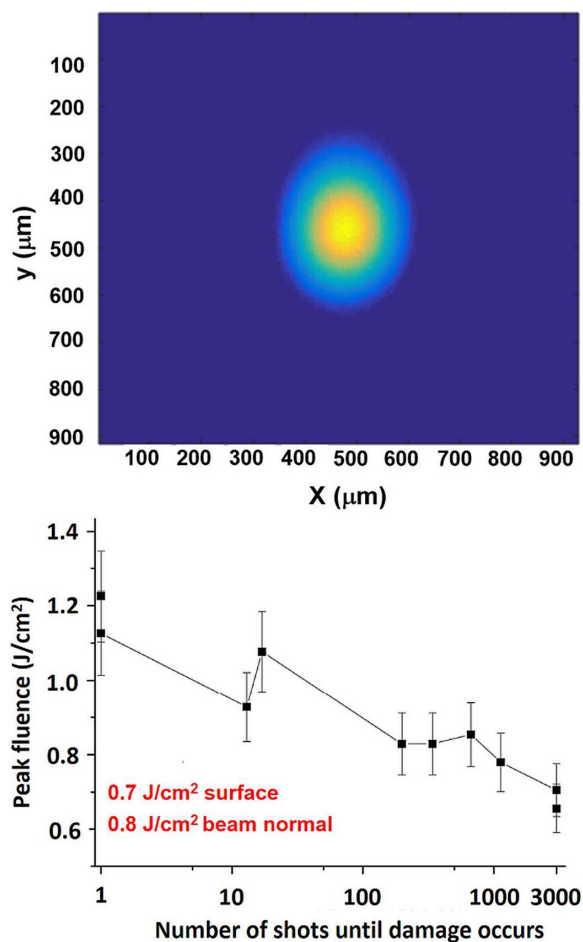 100
200
300
400
500
600
700
800
900
y (μm)
100 200 300 400 500 600 700 800 900
X (μm)
1.4
1.2
1.0
0.8
0.6
Peak fluence (J/cm²)
0.7 J/cm² surface
0.8 J/cm² beam normal
1 10 100 1000 3000
Number of shots until damage occurs